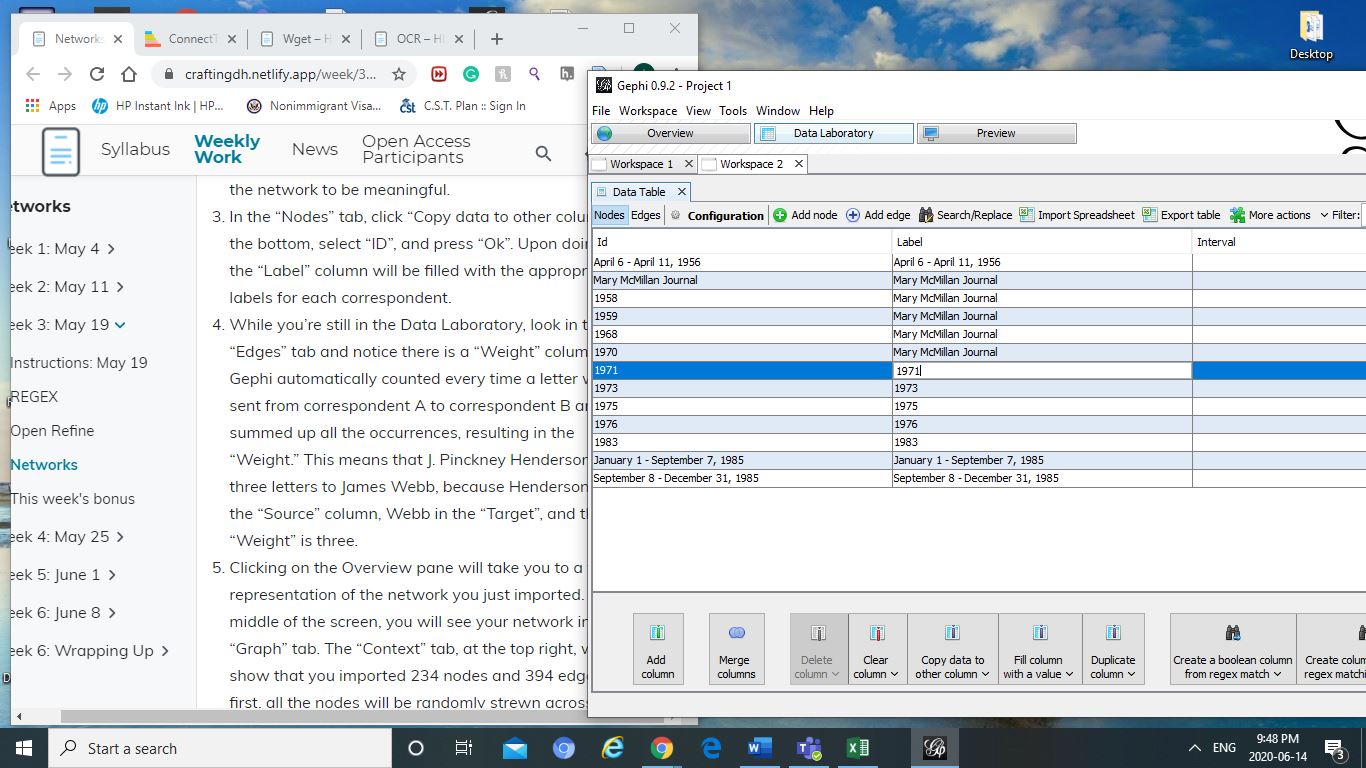 Desktop
Networks
ConnectT
Wget – H
OCR – H
craftingdh.netlify.app/week/3...
Apps
HP Instant Ink | HP...
Nonimmigrant Visa...
C.S.T. Plan :: Sign In
Syllabus
Weekly
Work
News
Open Access
Participants
etworks
eek 1: May 4
eek 2: May 11
eek 3: May 19
Instructions: May 19
REGEX
Open Refine
Networks
This week's bonus
eek 4: May 25
eek 5: June 1
eek 6: June 8
eek 6: Wrapping Up
the network to be meaningful.
3. In the “Nodes” tab, click “Copy data to other colu
the bottom, select “ID”, and press “Ok”. Upon doi
the “Label” column will be filled with the appropr
labels for each correspondent.
4. While you’re still in the Data Laboratory, look in t
“Edges” tab and notice there is a “Weight” colum
Gephi automatically counted every time a letter w
sent from correspondent A to correspondent B a
summed up all the occurrences, resulting in the
“Weight.” This means that J. Pinckney Henderson
three letters to James Webb, because Henderson
the “Source” column, Webb in the “Target”, and t
“Weight” is three.
5. Clicking on the Overview pane will take you to a
representation of the network you just imported.
middle of the screen, you will see your network in
“Graph” tab. The “Context” tab, at the top right, w
show that you imported 234 nodes and 394 edg
first, all the nodes will be randomly strewn acros
Gephi 0.9.2 - Project 1
File Workspace View Tools Window Help
Overview
Data Laboratory
Preview
Workspace 1
Workspace 2
Data Table
Nodes Edges Configuration Add node Add edge Search/Replace Import Spreadsheet Export table More actions Filter:
Id Label Interval
April 6 - April 11, 1956 April 6 - April 11, 1956
Mary McMillan Journal Mary McMillan Journal
1958 Mary McMillan Journal
1959 Mary McMillan Journal
1968 Mary McMillan Journal
1970 Mary McMillan Journal
1971 1971
1973 1973
1975 1975
1976 1976
1983 1983
January 1 - September 7, 1985 January 1 - September 7, 1985
September 8 - December 31, 1985 September 8 - December 31, 1985
Add
column
Merge
columns
Delete
column
Clear
column
Copy data to
other column
Fill column
with a value
Duplicate
column
Create a boolean column
from regex match
Create colum
regex matchi
Start a search
ENG
9:48 PM
2020-06-14
3